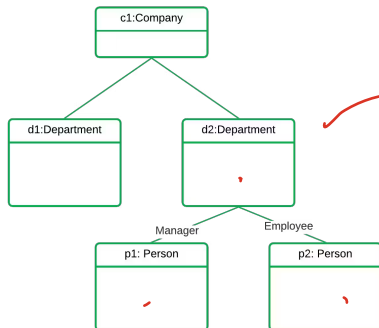 c1:Company
d1:Department
d2:Department
Manager
Employee
p1: Person
p2: Person